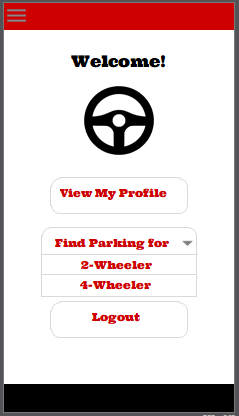 Welcome!
View My Profile
Find Parking for
2-Wheeler
4-Wheeler
Logout